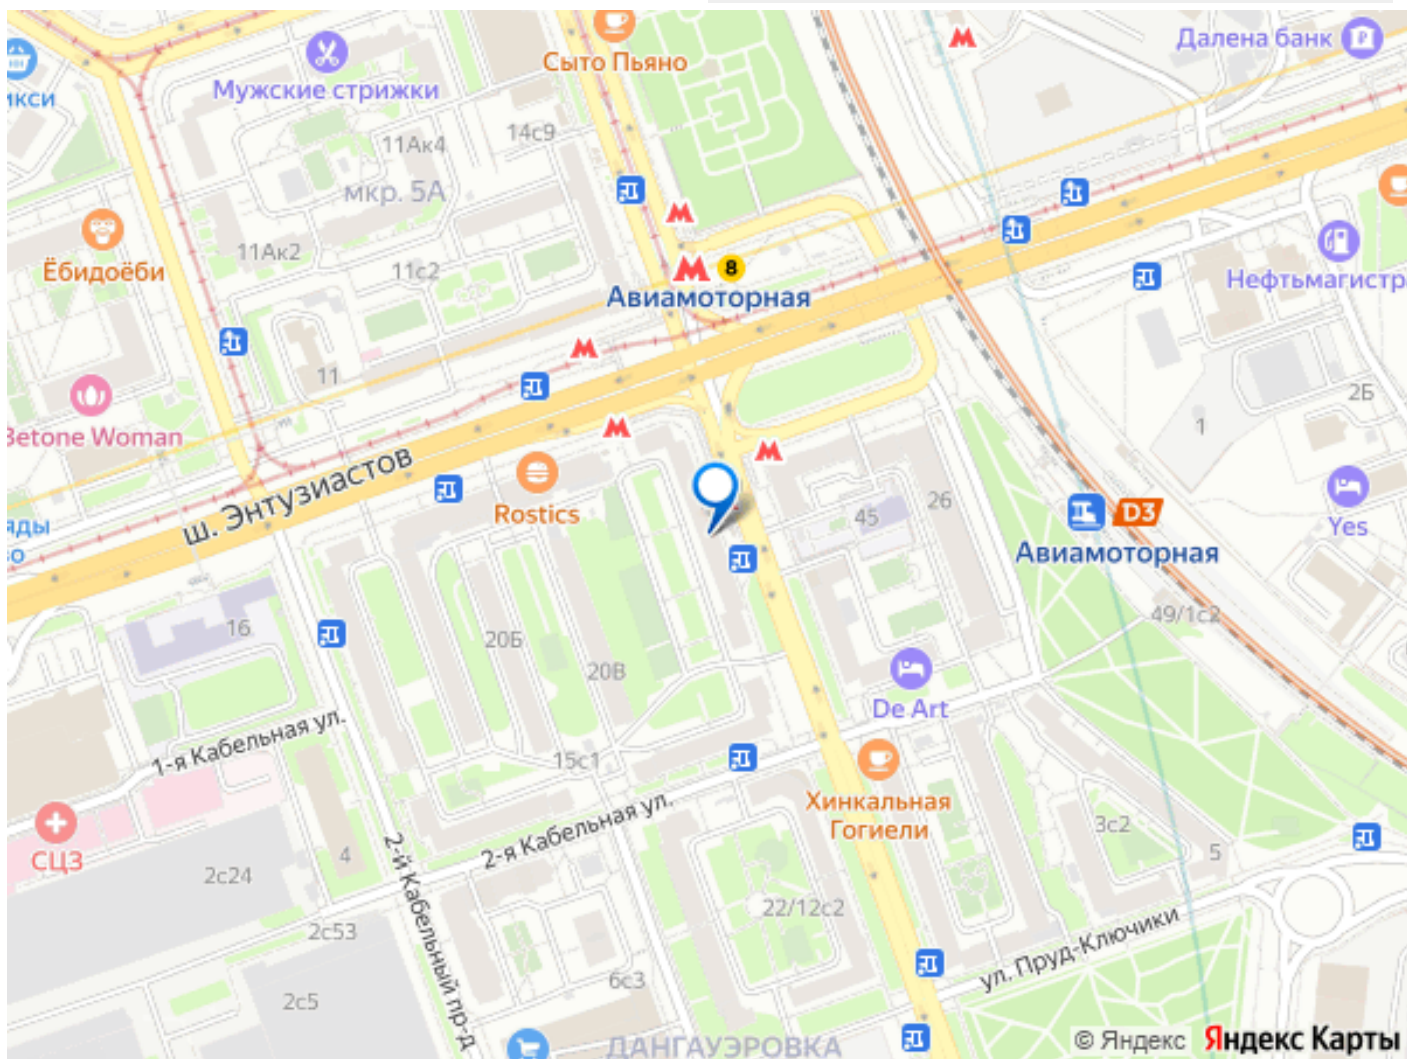 Далена банк
Сыто Пьяно
Мужские стрижки
14с9
11Ак4
мкр. 5А
Ёбидоёби
11Ак2
11с2
8
Авиамоторная
Нефтьмагистр
11
2Б
1
Betone Woman
ш. Энтузиастов
Rostics
26
45
D3
Yes
Авиамоторная
яды
о
16
20Б
20В
49/1с2
De Art
1-я Кабельная ул.
15с1
Хинкальная
Гогиели
2-я Кабельная ул.
СЦЗ
4
2с24
2-й Кабельный пр-д
3с2
5
22/12с2
2с53
ул. Пруд-Ключики
6с3
2с5
ДАНГАУЭРОВКА
© Яндекс Яндекс Карты